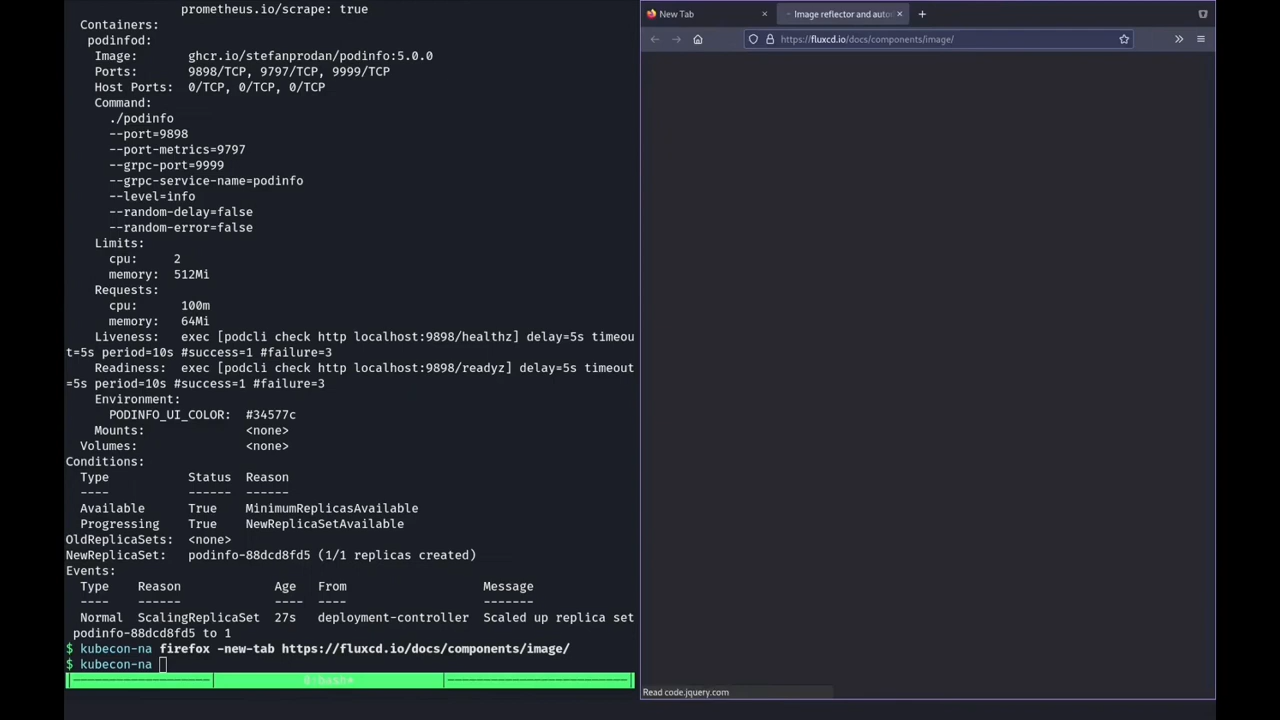 prometheus.io/scrape: true
Containers:
podinfod:
Image: ghcr.io/stefanprodan/podinfo:5.0.0
Ports: 9898/TCP, 9797/TCP, 9999/TCP
Host Ports: 0/TCP, 0/TCP, 0/TCP
Command:
./podinfo
--port=9898
--port-metrics=9797
--grpc-port=9999
--grpc-service-name=podinfo
--level=info
--random-delay=false
--random-error=false
Limits:
cpu: 2
memory: 512Mi
Requests:
cpu: 100m
memory: 64Mi
Liveness: exec [podcli check http localhost:9898/healthz] delay=5s timeou
t=5s period=10s #success=1 #failure=3
Readiness: exec [podcli check http localhost:9898/readyz] delay=5s timeout
=5s period=10s #success=1 #failure=3
Environment:
PODINFO_UI_COLOR: #34577c
Mounts: <none>
Volumes: <none>
Conditions:
Type Status Reason
---- ------ ------
Available True MinimumReplicasAvailable
Progressing True NewReplicaSetAvailable
OldReplicaSets: <none>
NewReplicaSet: podinfo-88dcd8fd5 (1/1 replicas created)
Events:
Type Reason Age From Message
---- ------ ---- ---- -------
Normal ScalingReplicaSet 27s deployment-controller Scaled up replica set
podinfo-88dcd8fd5 to 1
$ kubecon-na firefox -new-tab https://fluxcd.io/docs/components/image/
$ kubecon-na
0:bash*
New Tab
Image reflector and auto
https://fluxcd.io/docs/components/image/
Read code.jquery.com